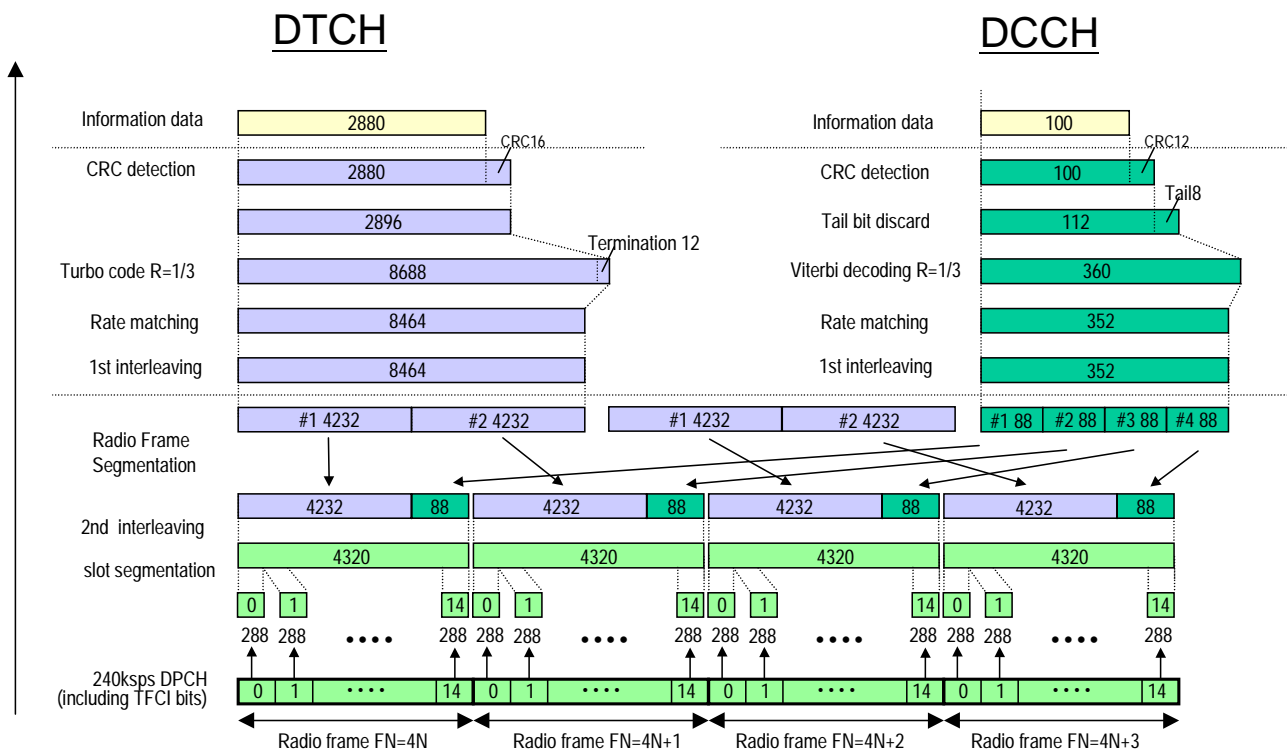 DTCH DCCH
Information data 2880 Information data 100
CRC16 CRC12
CRC detection 2880 CRC detection 100
Tail8
2896 Tail bit discard 112
Termination 12
Turbo code R=1/3 8688 Viterbi decoding R=1/3 360
Rate matching 8464 Rate matching 352
1st interleaving 8464 1st interleaving 352
#1 4232 #2 4232 #1 4232 #2 4232 #1 88 #2 88 #3 88 #4 88
Radio Frame
Segmentation
4232 88 4232 88 4232 88 4232 88
2nd interleaving
4320 4320 4320 4320
slot segmentation
0 1 14 0 1 14 0 1 14 0 1 14
288 288 •••• 288 288 288 •••• 288 288 288 •••• 288 288 288 •••• 288
240ksps DPCH
(including TFCI bits)
0 1 •••• 14 0 1 •••• 14 0 1 •••• 14 0 1 •••• 14
Radio frame FN=4N Radio frame FN=4N+1 Radio frame FN=4N+2 Radio frame FN=4N+3